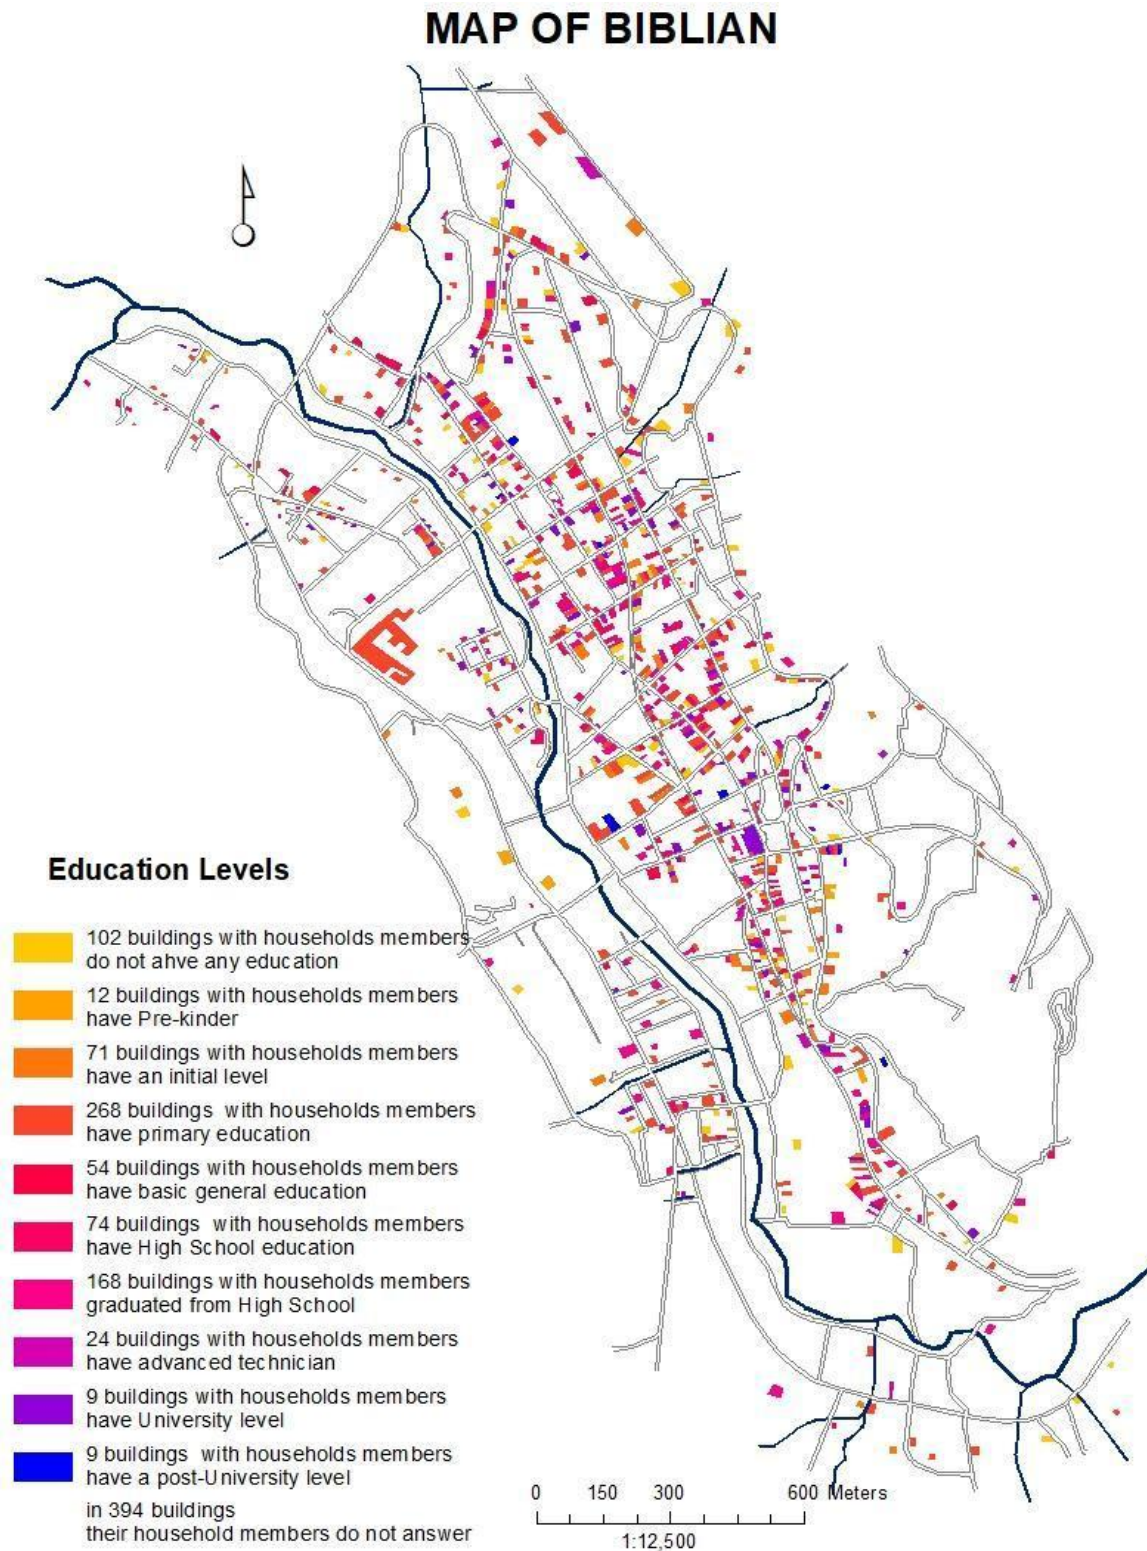 MAP OF BIBLIAN
Education Levels
102 buildings with households members
do not ahve any education
12 buildings with households members
have Pre-kinder
71 buildings with households members
have an initial level
268 buildings with households members
have primary education
54 buildings with households members
have basic general education
74 buildings with households members
have High School education
168 buildings with households members
graduated from High School
24 buildings with households members
have advanced technician
9 buildings with households members
have University level
9 buildings with households members
have a post-University level
in 394 buildings
their household members do not answer
0 150 300 600 Meters
1:12,500